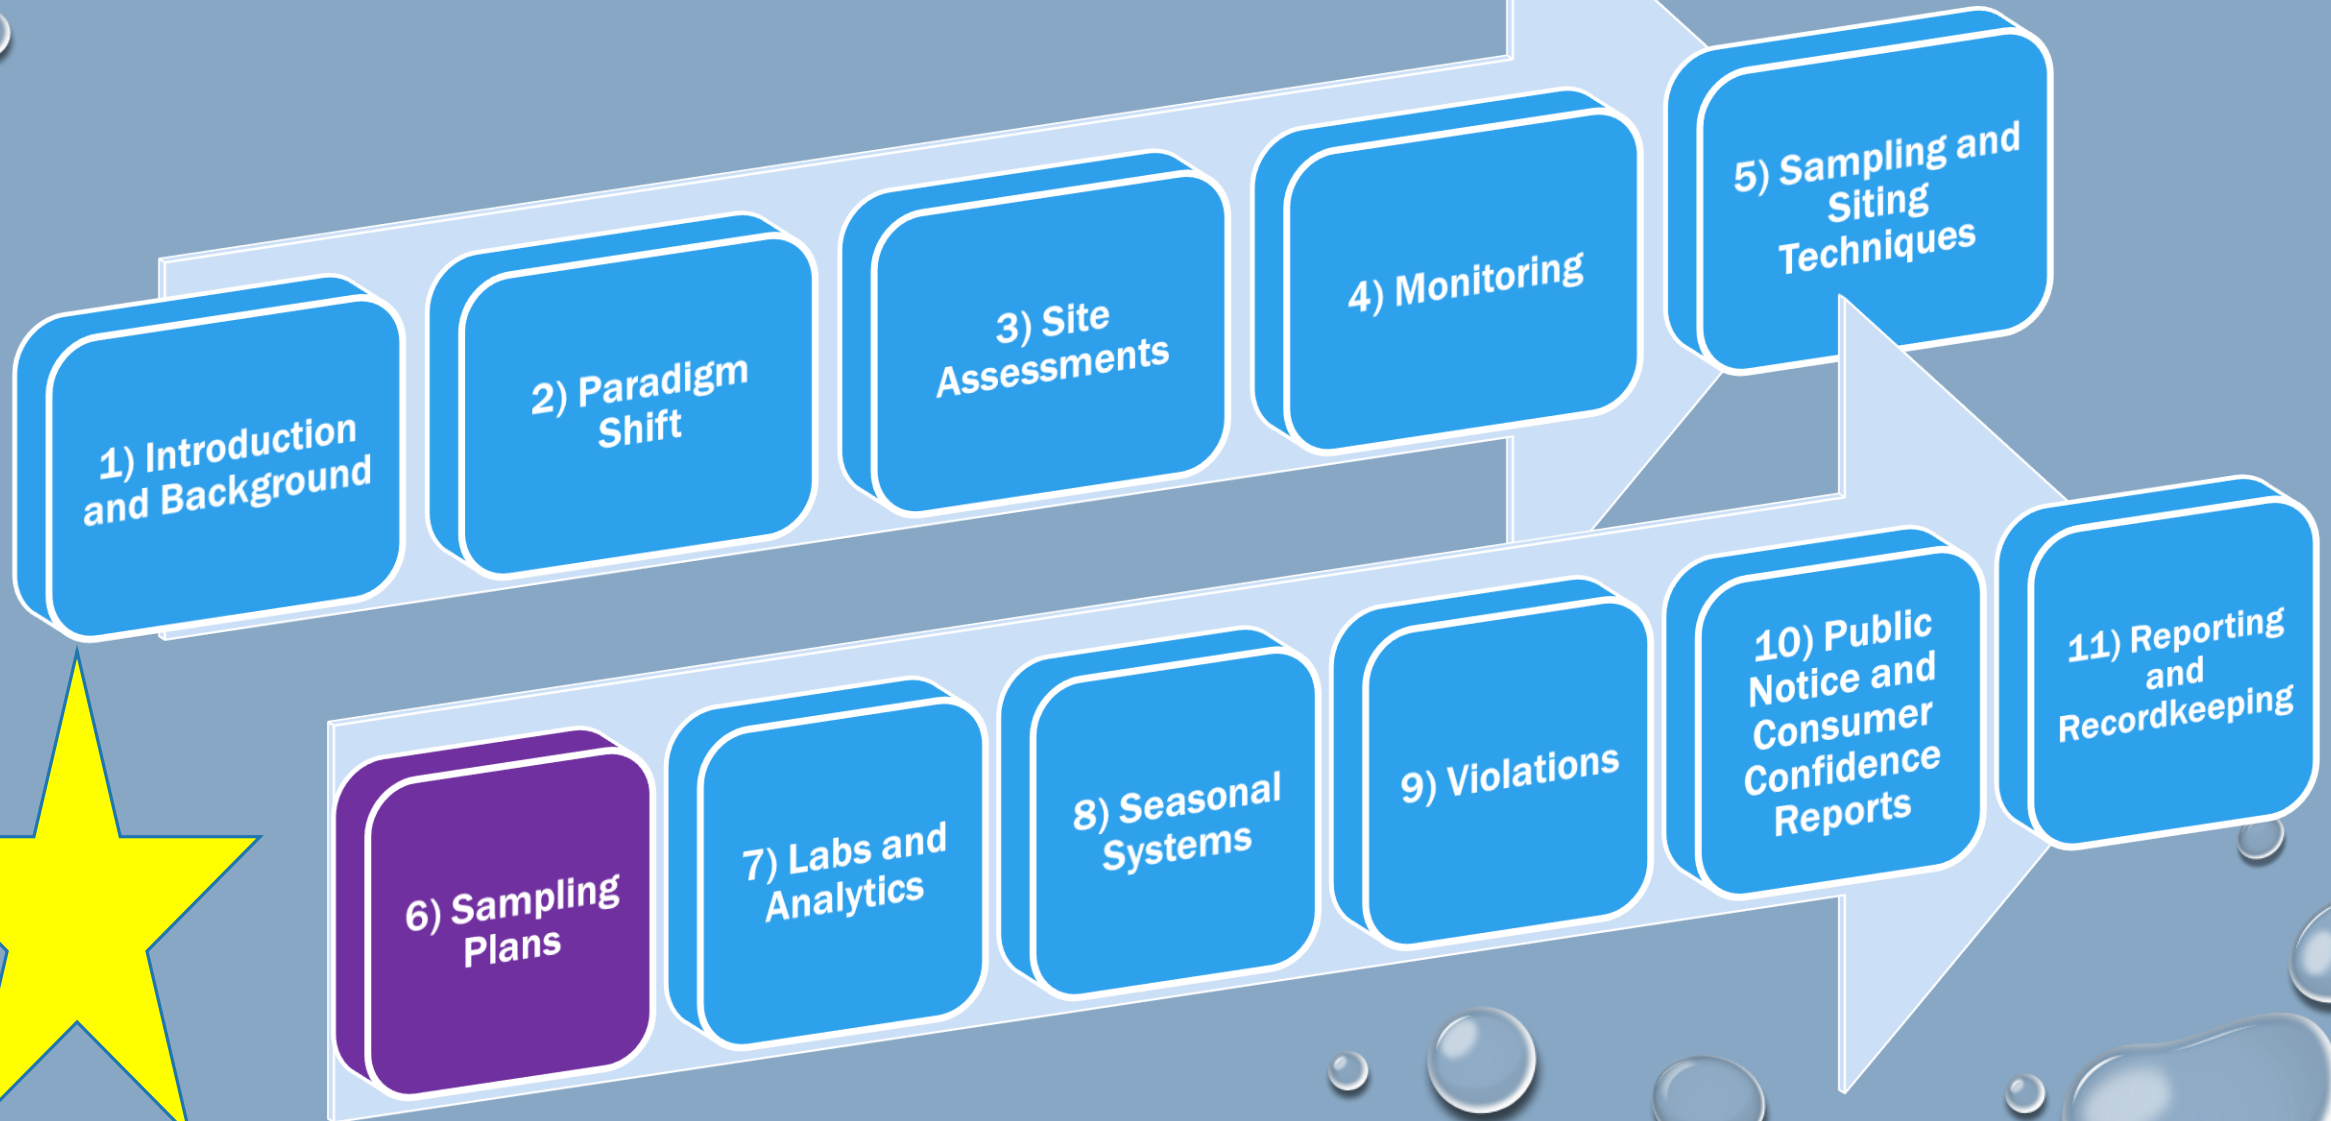 1) Introduction
and Background
2) Paradigm
Shift
3) Site
Assessments
4) Monitoring
5) Sampling and
Siting
Techniques
6) Sampling
Plans
7) Labs and
Analytics
8) Seasonal
Systems
9) Violations
10) Public
Notice and
Consumer
Confidence
Reports
11) Reporting
and
Recordkeeping